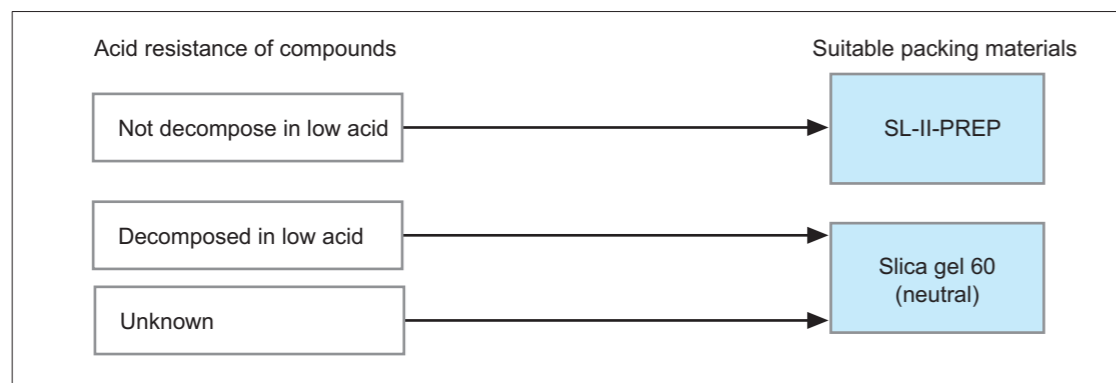 Acid resistance of compounds
Suitable packing materials
Not decompose in low acid
SL-II-PREP
Decomposed in low acid
Slica gel 60
(neutral)
Unknown